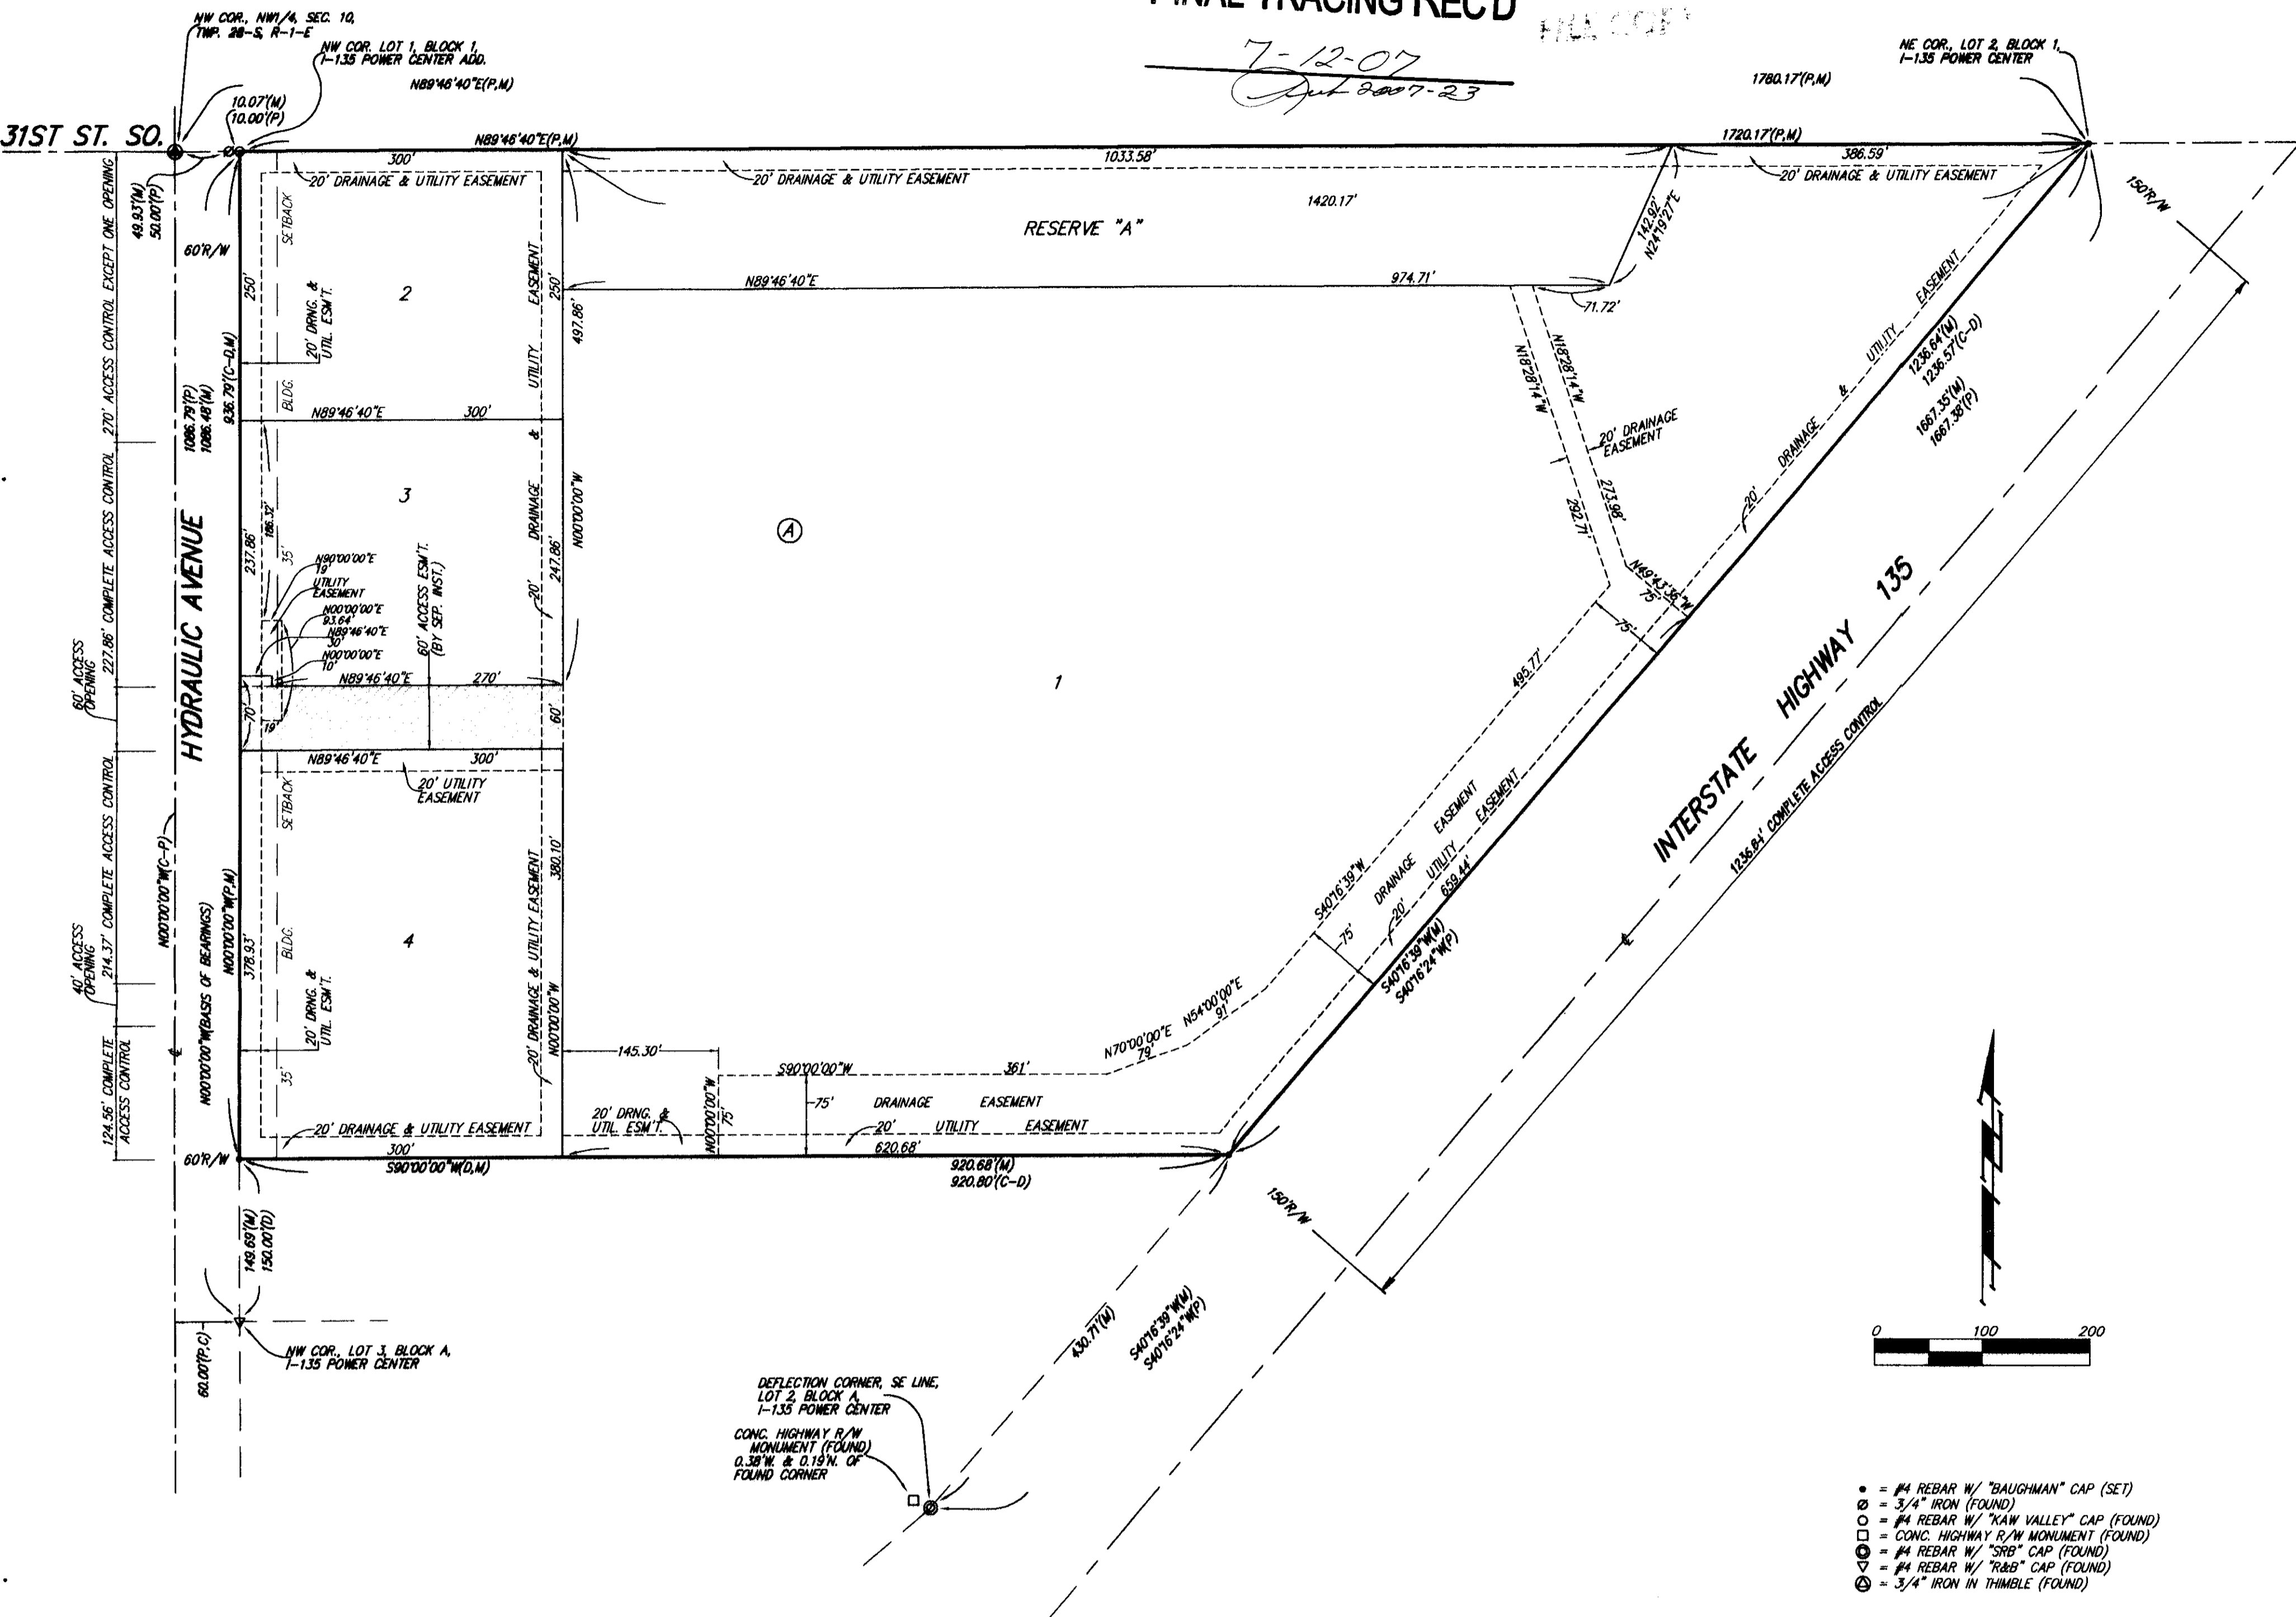 FINAL TRACING REC'D
FILE COPY
7-12-07
Sub 2007-23
NW COR., NW1/4, SEC. 10,
TWP. 28-S, R-1-E
NW COR. LOT 1, BLOCK 1,
I-135 POWER CENTER ADD.
N89°46'40"E(P,M)
NE COR., LOT 2, BLOCK 1,
I-135 POWER CENTER
1780.17'(P,M)
10.07'(M)
10.00'(P)
31ST ST. SO.
N89°46'40"E(P,M)
1720.17'(P,M)
300'
1033.58'
386.59'
20' DRAINAGE & UTILITY EASEMENT
20' DRAINAGE & UTILITY EASEMENT
20' DRAINAGE & UTILITY EASEMENT
49.93'(M)
50.00'(P)
1420.17'
RESERVE "A"
142.92'
N24°19'27"E
150'R/W
60'R/W
SETBACK
270' ACCESS CONTROL EXCEPT ONE OPENING
250'
2
20' DRNG. &
UTIL. ESM'T.
UTILITY EASEMENT
250'
N89°46'40"E
974.71'
71.72'
497.86'
1086.79'(P)
1086.48'(M)
936.79'(C-D,M)
BLDG.
N89°46'40"E
300'
N18°28'14"W
N18°28'14"W
20' DRAINAGE
EASEMENT
273.98'
292.71'
20' DRAINAGE & UTILITY EASEMENT
1236.64'(M)
1236.57'(C-D)
1667.35'(M)
1667.38'(P)
227.86' COMPLETE ACCESS CONTROL
HYDRAULIC AVENUE
237.86'
186.32'
35'
3
20' DRAINAGE &
247.86'
N00°00'00"W
A
N90°00'00"E
19'
UTILITY
EASEMENT
N00°00'00"E
93.64'
N89°46'40"E
30'
N00°00'00"E
10'
60' ACCESS ESM'T.
(BY SEP. INST.)
N49°43'36"W
75'
75'
60' ACCESS
OPENING
N89°46'40"E
270'
1
495.77'
70'
19'
60'
N89°46'40"E
300'
20' UTILITY
EASEMENT
INTERSTATE HIGHWAY 135
1236.64' COMPLETE ACCESS CONTROL
214.37' COMPLETE ACCESS CONTROL
N00°00'00"W(C-P)
N00°00'00"W(BASIS OF BEARINGS)
N00°00'00"W(P,M)
378.93'
SETBACK
BLDG.
35'
4
20' DRNG. &
UTIL. ESM'T.
20' DRAINAGE & UTILITY EASEMENT
380.10'
N00°00'00"W
S40°16'39"W
75'
DRAINAGE EASEMENT
20' UTILITY EASEMENT
659.44'
S40°16'39"W(M)
S40°16'24"W(P)
40' ACCESS
OPENING
124.56' COMPLETE
ACCESS CONTROL
145.30'
S90°00'00"W
361'
N70°00'00"E
79'
N54°00'00"E
91'
N00°00'00"W
75'
75' DRAINAGE EASEMENT
20' DRNG. &
UTIL. ESM'T.
20' UTILITY EASEMENT
20' DRAINAGE & UTILITY EASEMENT
60'R/W
300'
620.68'
S90°00'00"W(D,M)
920.68'(M)
920.80'(C-D)
150'R/W
149.69'(M)
150.00'(D)
60.00'(P,C)
NW COR., LOT 3, BLOCK A,
I-135 POWER CENTER
430.71'(M)
S40°16'39"W(M)
S40°16'24"W(P)
0 100 200
DEFLECTION CORNER, SE LINE,
LOT 2, BLOCK A,
I-135 POWER CENTER
CONC. HIGHWAY R/W
MONUMENT (FOUND)
0.38'W. & 0.19'N. OF
FOUND CORNER
= #4 REBAR W/ "BAUGHMAN" CAP (SET)
= 3/4" IRON (FOUND)
= #4 REBAR W/ "KAW VALLEY" CAP (FOUND)
= CONC. HIGHWAY R/W MONUMENT (FOUND)
= #4 REBAR W/ "SRB" CAP (FOUND)
= #4 REBAR W/ "R&B" CAP (FOUND)
= 3/4" IRON IN THIMBLE (FOUND)